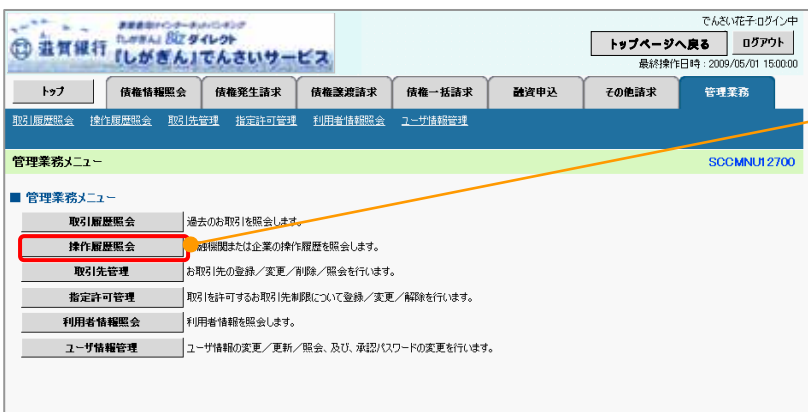 でんさい花子:ログイン中
滋賀銀行
『しがぎん』でんさいサービス
トップページへ戻る ログアウト
最終操作日時:2009/05/01 15:00:00
トップ 債権情報照会 債権発生請求 債権譲渡請求 債権一括請求 融資申込 その他請求 管理業務
取引履歴照会 操作履歴照会 取引先管理 指定許可管理 利用者情報照会 ユーザ情報管理
管理業務メニュー SCCMNU12700
■ 管理業務メニュー
取引履歴照会 過去のお取引を照会します。
操作履歴照会 融機関または企業の操作履歴を照会します。
取引先管理 お取引先の登録/変更/削除/照会を行います。
指定許可管理 取引を許可するお取引先制限について登録/変更/解除を行います。
利用者情報照会 利用者情報を照会します。
ユーザ情報管理 ユーザ情報の変更/更新/照会、及び、承認パスワードの変更を行います。